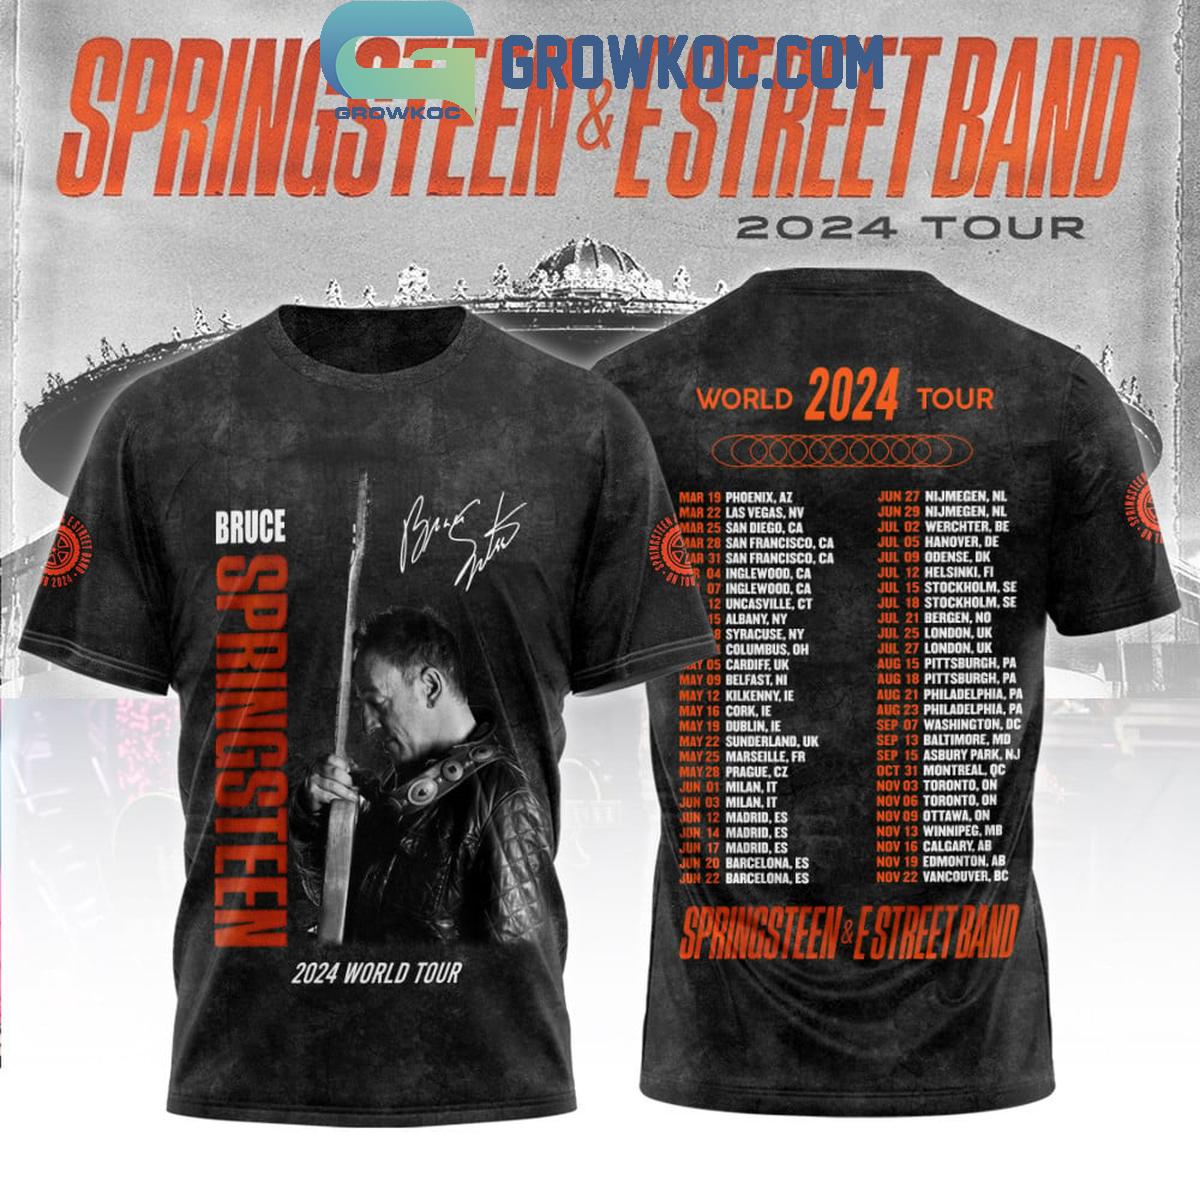 GROWKOC.COM
GROWKOC
SPRINGSTEEN & E STREET BAND
2024 TOUR
BRUCE
SPRINGSTEEN
2024 WORLD TOUR
WORLD 2024 TOUR
MAR 19 PHOENIX, AZ
MAR 22 LAS VEGAS, NV
MAR 25 SAN DIEGO, CA
MAR 28 SAN FRANCISCO, CA
31 SAN FRANCISCO, CA
04 INGLEWOOD, CA
07 INGLEWOOD, CA
12 UNCASVILLE, CT
15 ALBANY, NY
SYRACUSE, NY
COLUMBUS, OH
MAY 05 CARDIFF, UK
MAY 09 BELFAST, NI
MAY 12 KILKENNY, IE
MAY 16 CORK, IE
MAY 19 DUBLIN, IE
MAY 22 SUNDERLAND, UK
MAY 25 MARSEILLE, FR
MAY 28 PRAGUE, CZ
JUN 01 MILAN, IT
JUN 03 MILAN, IT
JUN 12 MADRID, ES
JUN 14 MADRID, ES
JUN 17 MADRID, ES
JUN 20 BARCELONA, ES
JUN 22 BARCELONA, ES
JUN 27 NIJMEGEN, NL
JUN 29 NIJMEGEN, NL
JUL 02 WERCHTER, BE
JUL 05 HANOVER, DE
JUL 09 ODENSE, DK
JUL 12 HELSINKI, FI
JUL 15 STOCKHOLM, SE
JUL 18 STOCKHOLM, SE
JUL 21 BERGEN, NO
JUL 25 LONDON, UK
JUL 27 LONDON, UK
AUG 15 PITTSBURGH, PA
AUG 18 PITTSBURGH, PA
AUG 21 PHILADELPHIA, PA
AUG 23 PHILADELPHIA, PA
SEP 07 WASHINGTON, DC
SEP 13 BALTIMORE, MD
SEP 15 ASBURY PARK, NJ
OCT 31 MONTREAL, QC
NOV 03 TORONTO, ON
NOV 06 TORONTO, ON
NOV 09 OTTAWA, ON
NOV 13 WINNIPEG, MB
NOV 16 CALGARY, AB
NOV 19 EDMONTON, AB
NOV 22 VANCOUVER, BC
SPRINGSTEEN & E STREET BAND